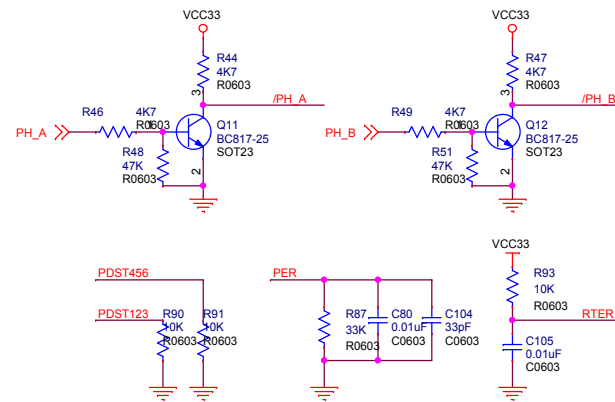 VCC33
VCC33
R44
4K7
R0603
R47
4K7
R0603
3
/PH_A
3
/PH_B
R46
4K7
R0603
1
R49
4K7
R0603
1
PH_A
Q11
BC817-25
SOT23
PH_B
Q12
BC817-25
SOT23
R48
47K
R0603
2
R51
47K
R0603
2
PDST456
PER
VCC33
PDST123
R90
10K
R0603
R91
10K
R0603
R87
33K
R0603
C80
0.01uF
C0603
C104
33pF
C0603
R93
10K
R0603
RTER
C105
0.01uF
C0603